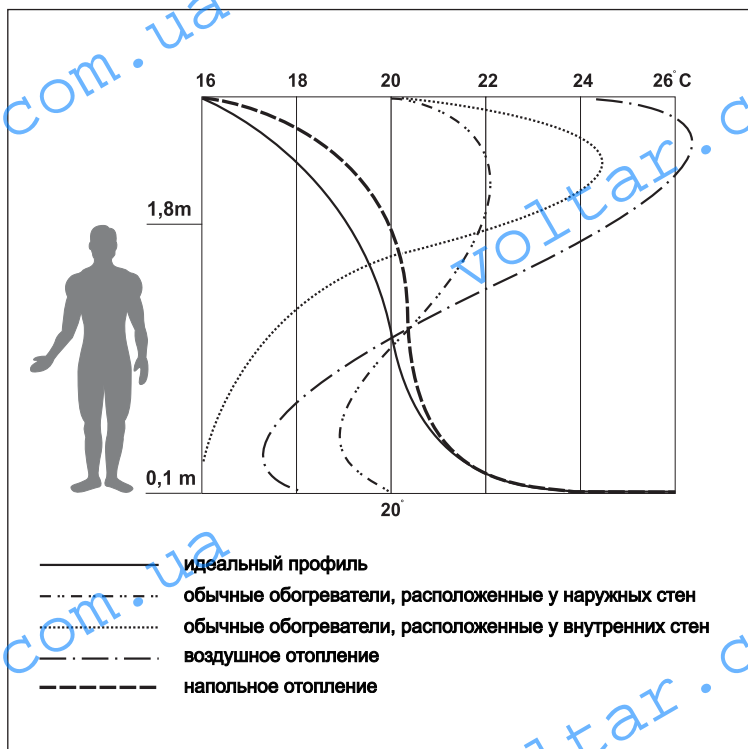 com.ua
16 18 20 22 24 26°C
1,8m
voltar.c
0,1 m
20°
com.ua
идеальный профиль
обычные обогреватели, расположенные у наружных стен
обычные обогреватели, расположенные у внутренних стен
воздушное отопление
напольное отопление
ltar.c